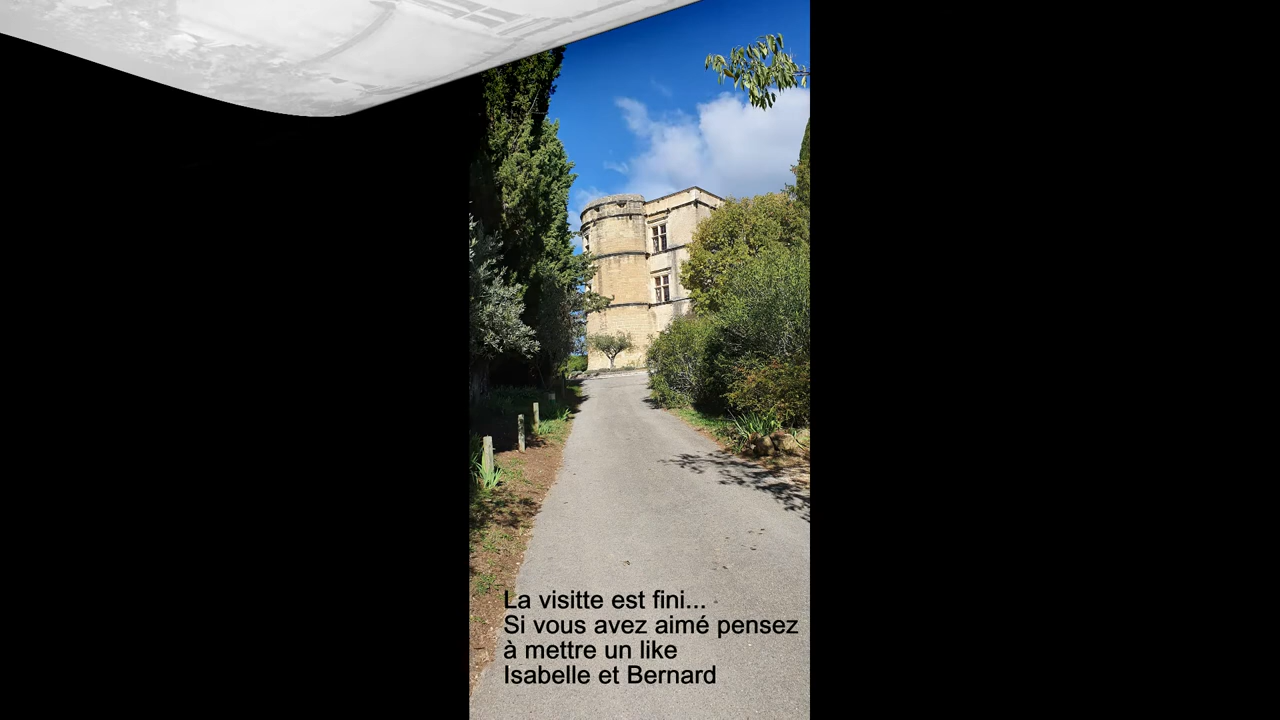 La visitte est fini...
Si vous avez aimé pensez
à mettre un like
Isabelle et Bernard